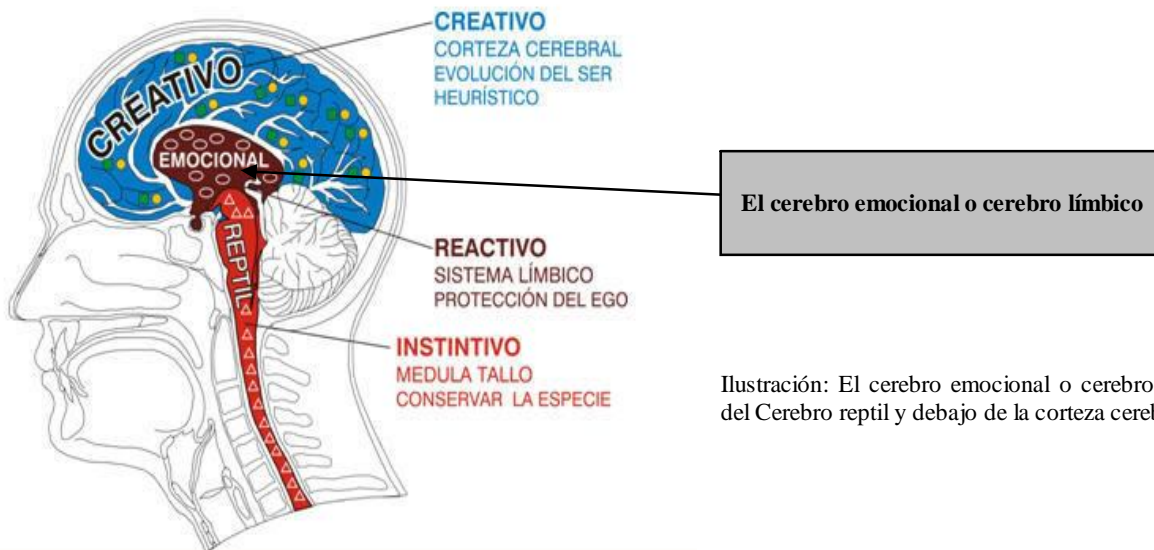 CREATIVO
CORTEZA CEREBRAL
EVOLUCIÓN DEL SER
HEURÍSTICO
CREATIVO
EMOCIONAL
El cerebro emocional o cerebro límbico
REPTIL
REACTIVO
SISTEMA LÍMBICO
PROTECCIÓN DEL EGO
INSTINTIVO
MEDULA TALLO
CONSERVAR LA ESPECIE
Ilustración: El cerebro emocional o cerebro
del Cerebro reptil y debajo de la corteza